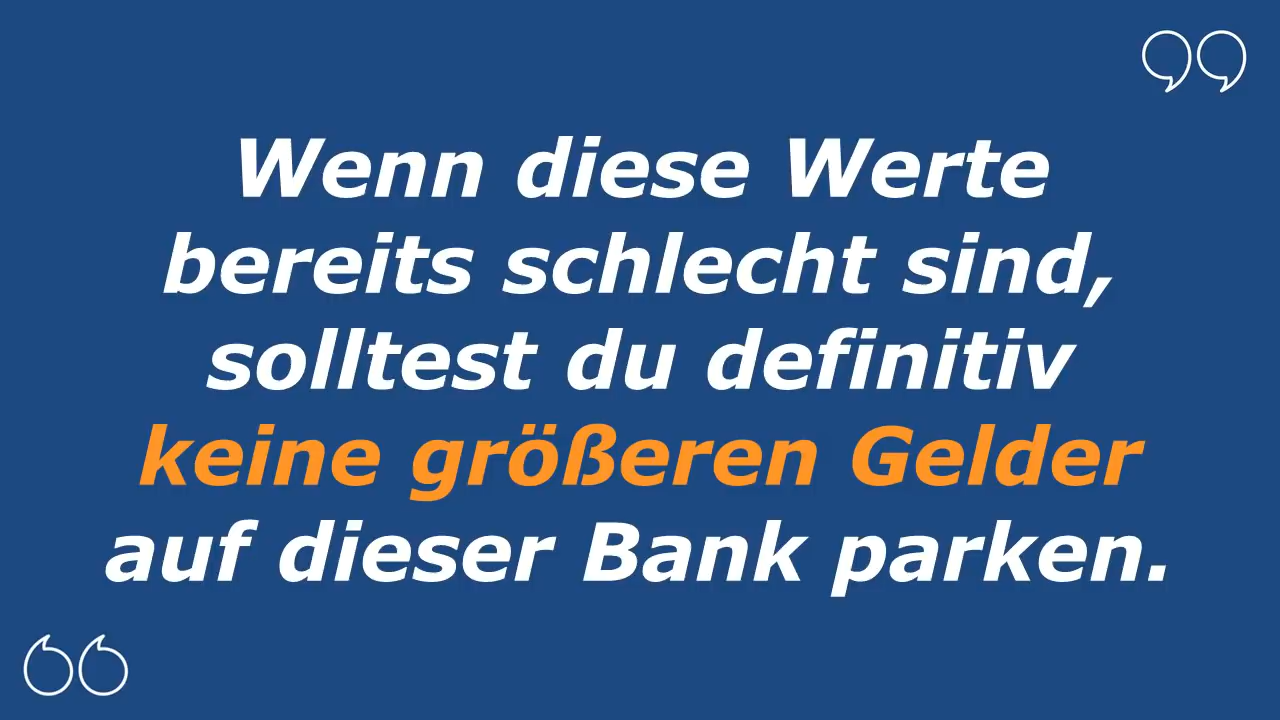 Wenn diese Werte
bereits schlecht sind,
solltest du definitiv
keine größeren Gelder
auf dieser Bank parken.